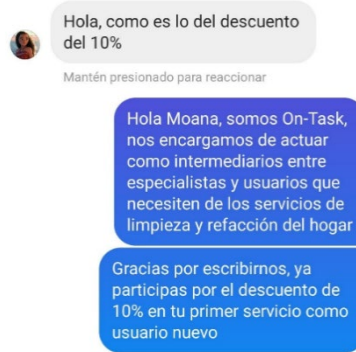 Hola, como es lo del descuento
del 10%
Mantén presionado para reaccionar
Hola Moana, somos On-Task,
nos encargamos de actuar
como intermediarios entre
especialistas y usuarios que
necesiten de los servicios de
limpieza y refacción del hogar
Gracias por escribirnos, ya
participas por el descuento de
10% en tu primer servicio como
usuario nuevo